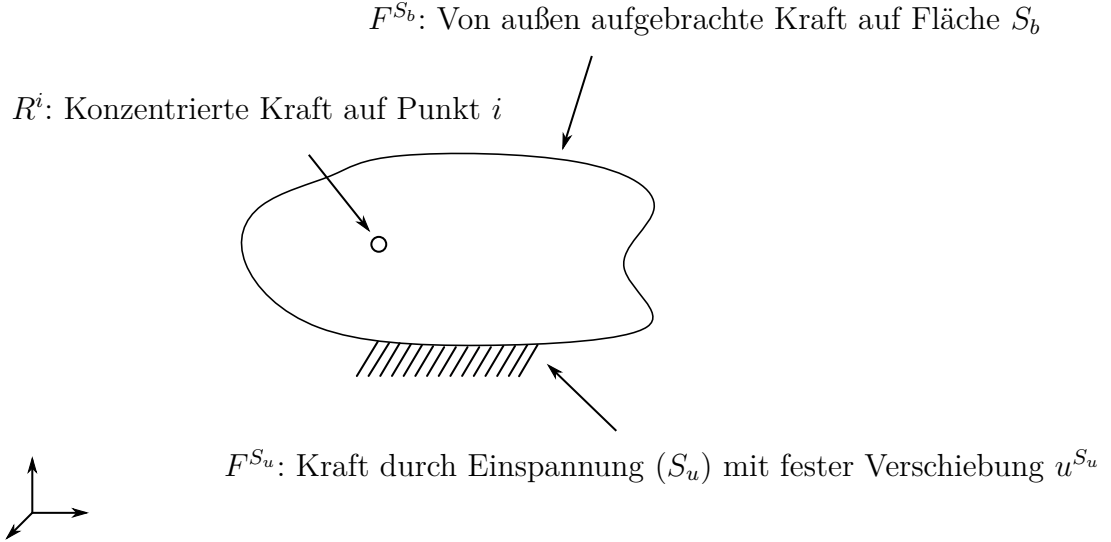 F^{S_b}: Von außen aufgebrachte Kraft auf Fläche S_b
R^i: Konzentrierte Kraft auf Punkt i
F^{S_u}: Kraft durch Einspannung (S_u) mit fester Verschiebung u^{S_u}